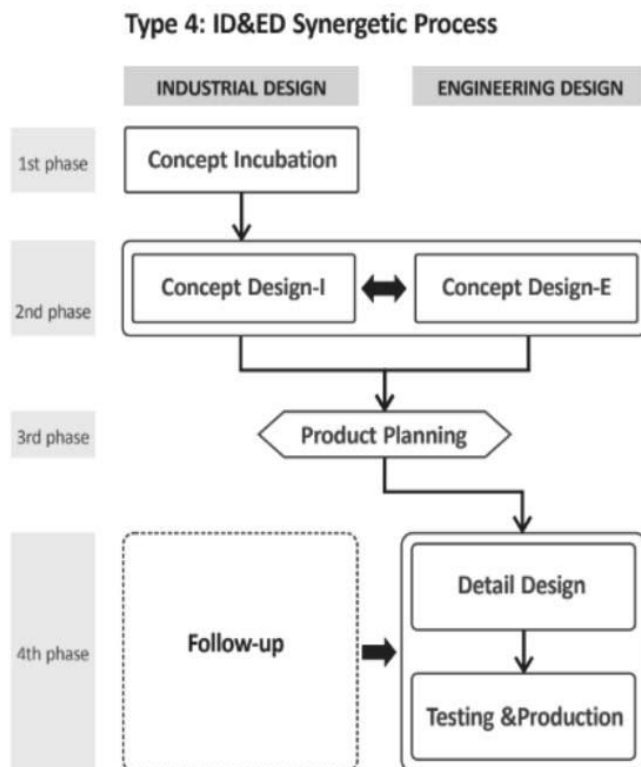 Type 4: ID&ED Synergetic Process
INDUSTRIAL DESIGN
ENGINEERING DESIGN
1st phase
Concept Incubation
2nd phase
Concept Design-I
Concept Design-E
3rd phase
Product Planning
4th phase
Follow-up
Detail Design
Testing &Production